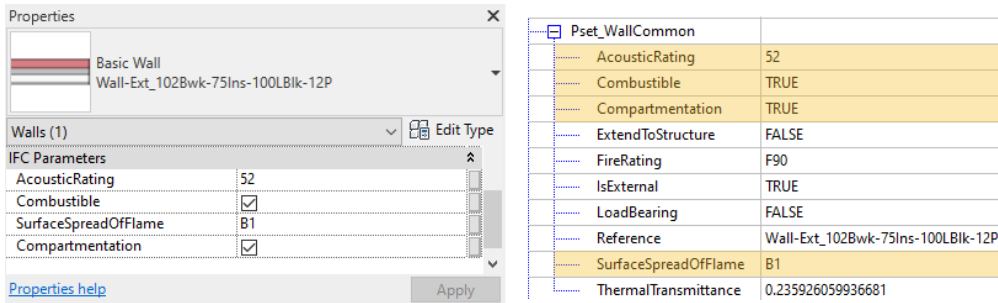 Properties
Basic Wall
Wall-Ext_102Bwk-75Ins-100LBlk-12P
Walls (1)
Edit Type
IFC Parameters
AcousticRating 52
Combustible
SurfaceSpreadOfFlame B1
Compartmentation
Properties help
Apply
Pset_WallCommon
AcousticRating 52
Combustible TRUE
Compartmentation TRUE
ExtendToStructure FALSE
FireRating F90
IsExternal TRUE
LoadBearing FALSE
Reference Wall-Ext_102Bwk-75Ins-100LBlk-12P
SurfaceSpreadOfFlame B1
ThermalTransmittance 0.235926059936681